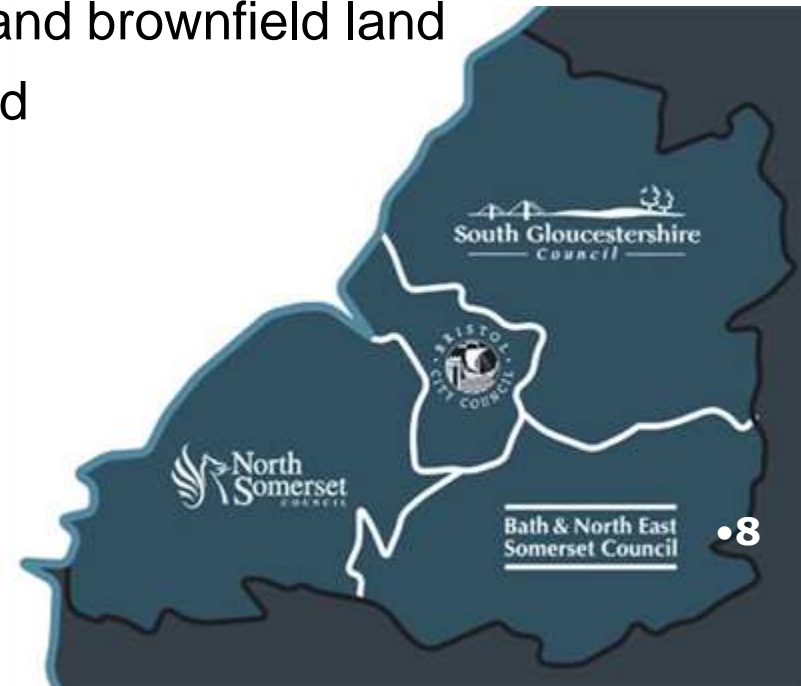 and brownfield land
d
South Gloucestershire
Council
BRISTOL
CITY COUNCIL
North
Somerset
COUNCIL
Bath & North East
Somerset Council
•8